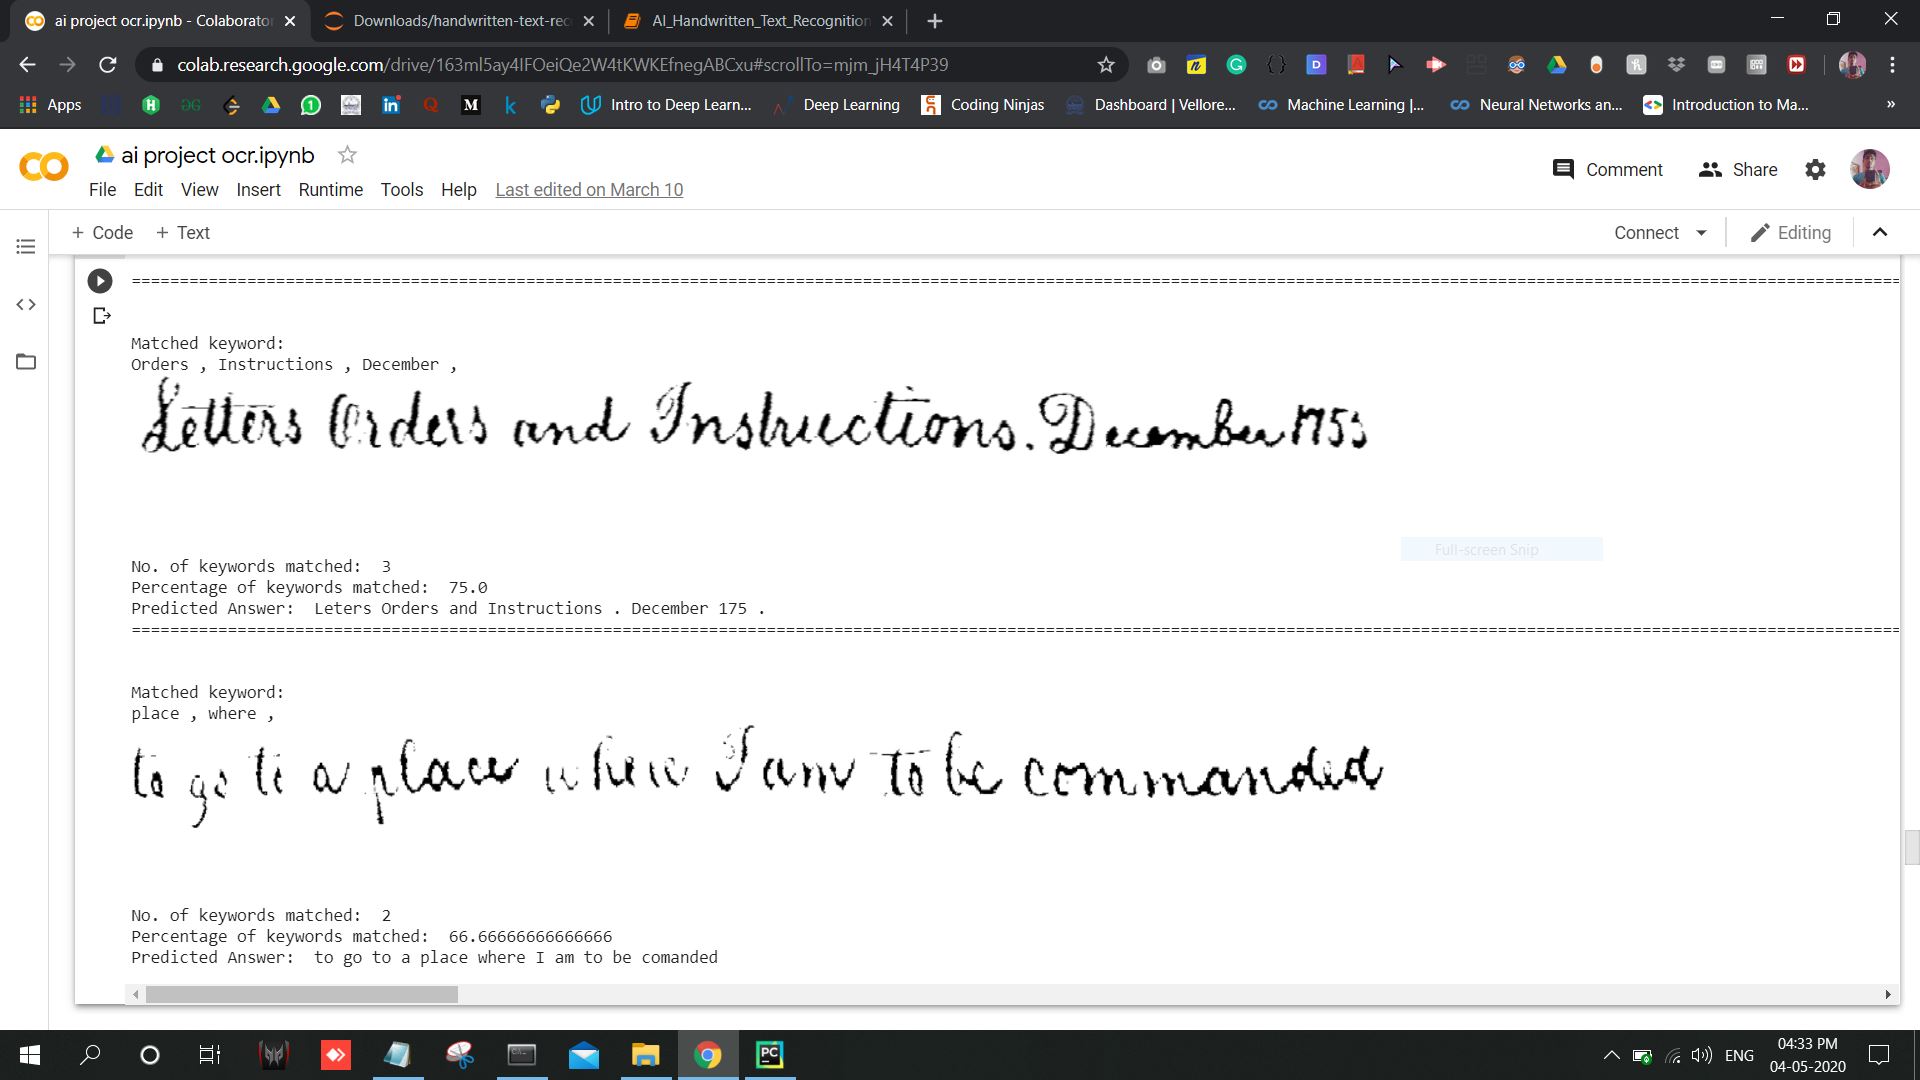 ai project ocr.ipynb - Colaborator
Downloads/handwritten-text-rec
AI_Handwritten_Text_Recognition
colab.research.google.com/drive/163ml5ay4IFOeiQe2W4tKWKEfnegABCxu#scrollTo=mjm_jH4T4P39
Apps Intro to Deep Learn... Deep Learning Coding Ninjas Dashboard | Vellore... Machine Learning |... Neural Networks an... Introduction to Ma... »
ai project ocr.ipynb
Comment Share
File Edit View Insert Runtime Tools Help Last edited on March 10
+ Code + Text Connect Editing
Matched keyword:
Orders , Instructions , December ,
Letters Orders and Instructions. December 1755
Full-screen Snip
No. of keywords matched: 3
Percentage of keywords matched: 75.0
Predicted Answer: Leters Orders and Instructions . December 175 .
Matched keyword:
place , where ,
to go to a place where I am to be commanded
No. of keywords matched: 2
Percentage of keywords matched: 66.66666666666666
Predicted Answer: to go to a place where I am to be comanded
ENG
04:33 PM
04-05-2020